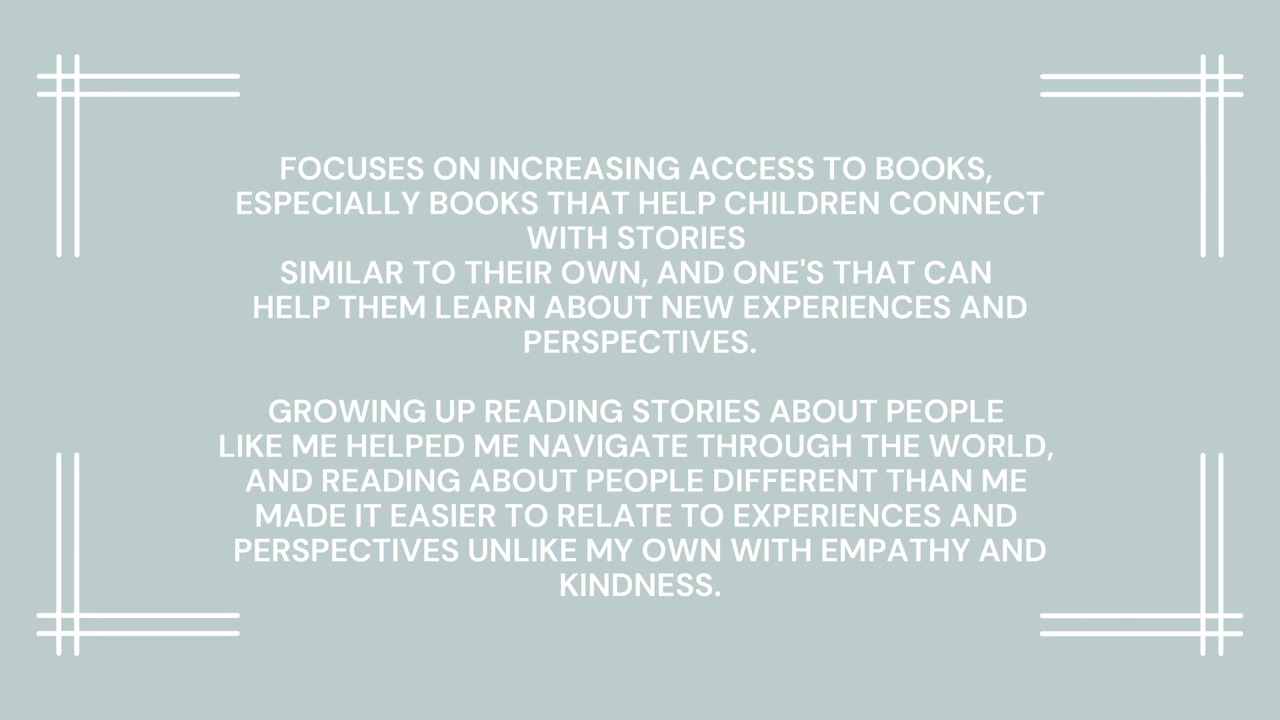 FOCUSES ON INCREASING ACCESS TO BOOKS,
ESPECIALLY BOOKS THAT HELP CHILDREN CONNECT
WITH STORIES
SIMILAR TO THEIR OWN, AND ONE'S THAT CAN
HELP THEM LEARN ABOUT NEW EXPERIENCES AND
PERSPECTIVES.
GROWING UP READING STORIES ABOUT PEOPLE
LIKE ME HELPED ME NAVIGATE THROUGH THE WORLD,
AND READING ABOUT PEOPLE DIFFERENT THAN ME
MADE IT EASIER TO RELATE TO EXPERIENCES AND
PERSPECTIVES UNLIKE MY OWN WITH EMPATHY AND
KINDNESS.